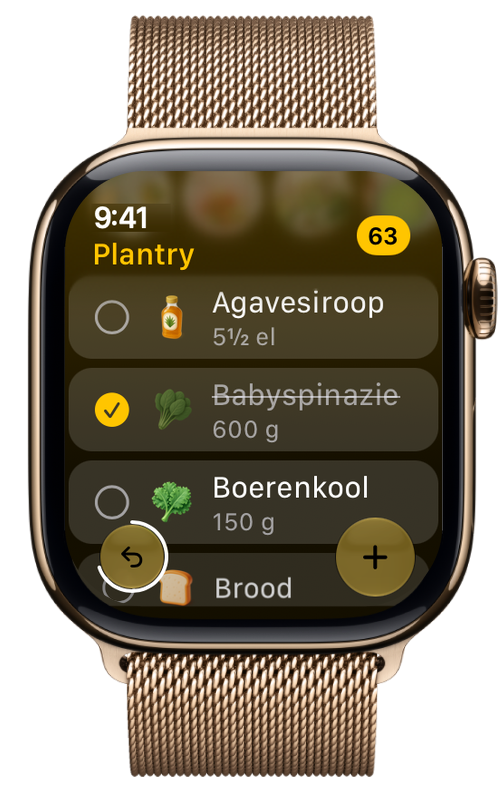 9:41
Plantry
63
Agavesiroop
5½ el
Babyspinazie
600 g
Boerenkool
150 g
Brood